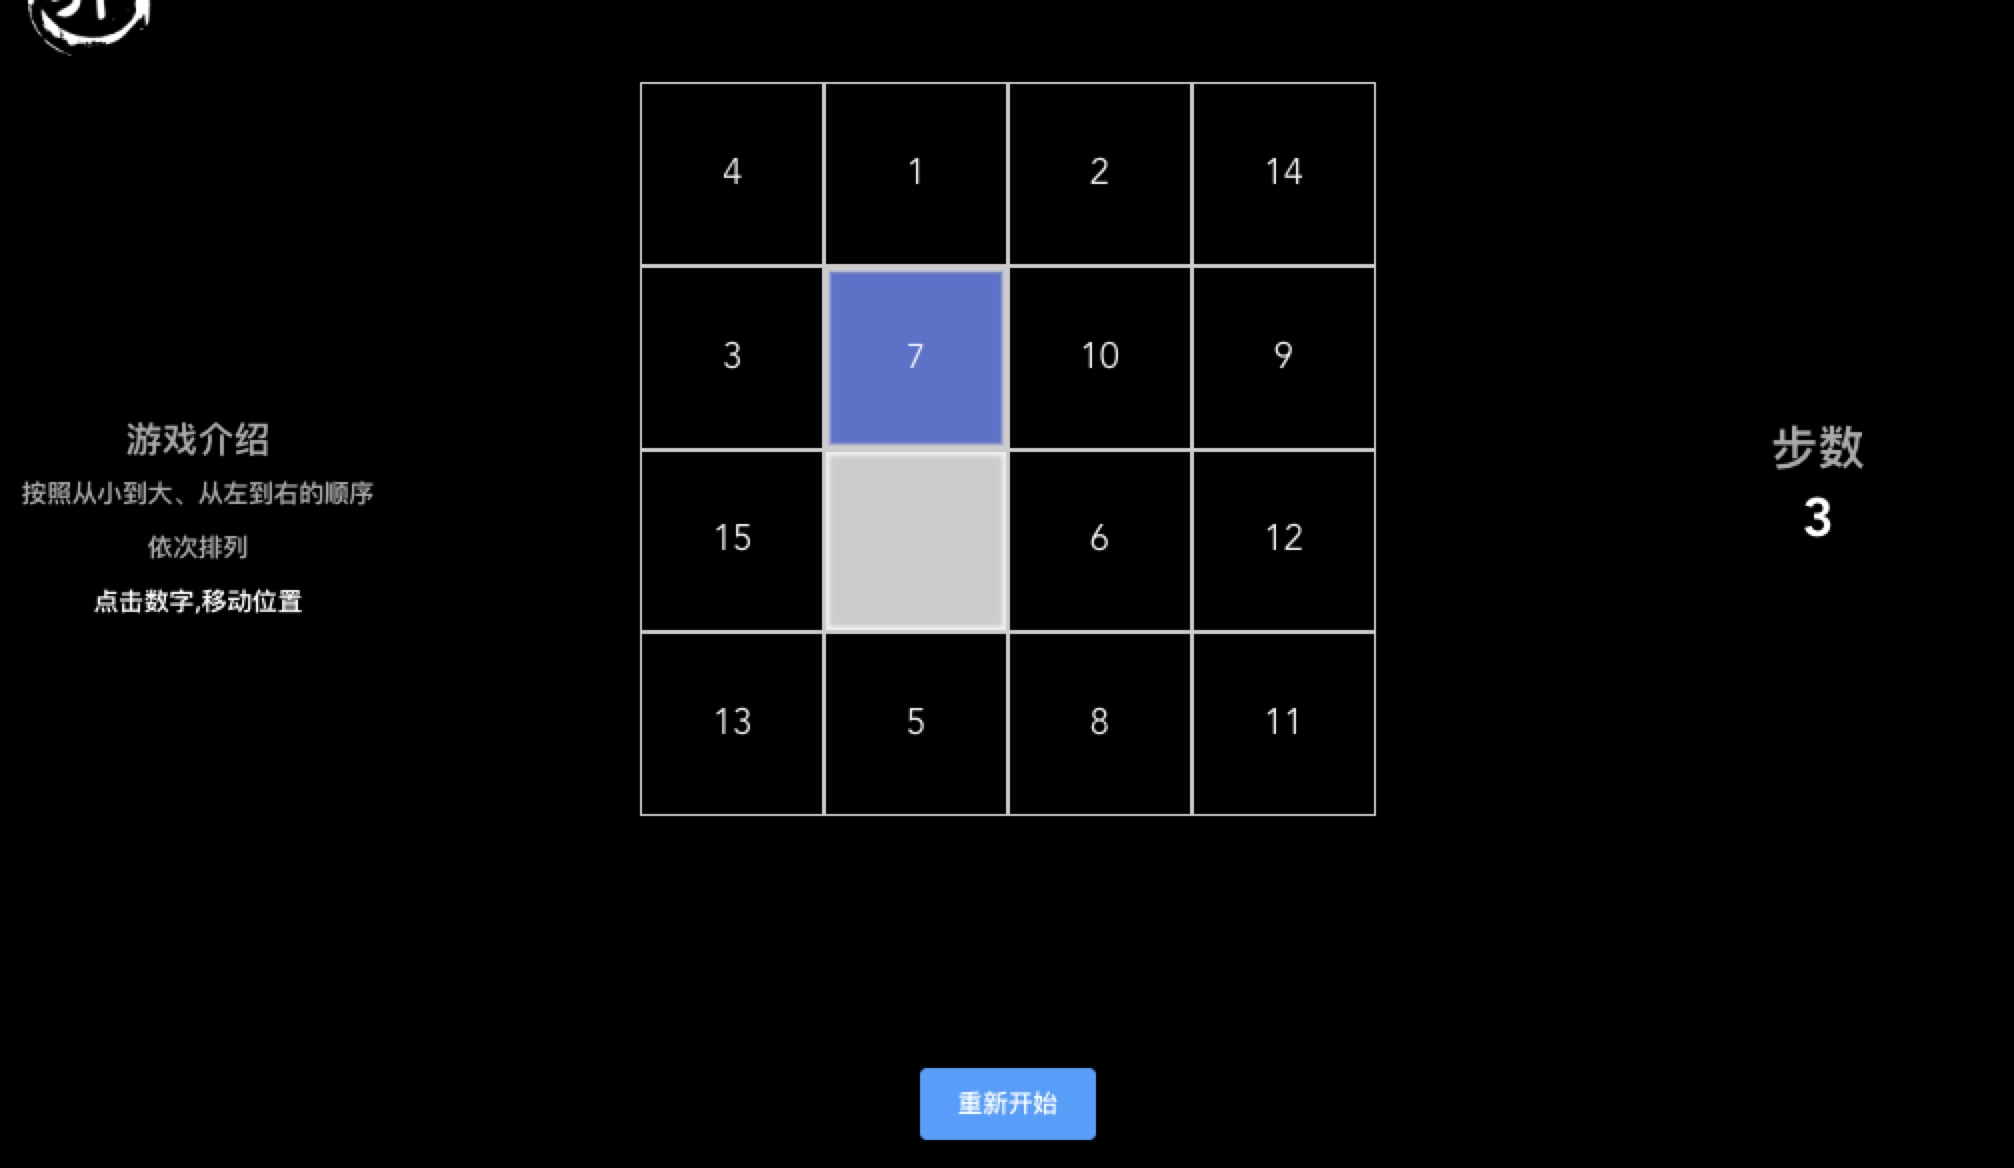 4 1 2 14
3 7 10 9
15 6 12
13 5 8 11
游戏介绍
按照从小到大、从左到右的顺序
依次排列
点击数字,移动位置
步数
3
重新开始